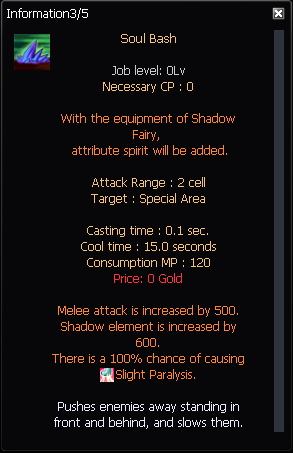 Information3/5
Soul Bash
Job level: 0Lv
Necessary CP : 0
With the equipment of Shadow
Fairy,
attribute spirit will be added.
Attack Range : 2 cell
Target : Special Area
Casting time : 0.1 sec.
Cool time : 15.0 seconds
Consumption MP : 120
Price: 0 Gold
Melee attack is increased by 500.
Shadow element is increased by
600.
There is a 100% chance of causing
Slight Paralysis.
Pushes enemies away standing in
front and behind, and slows them.